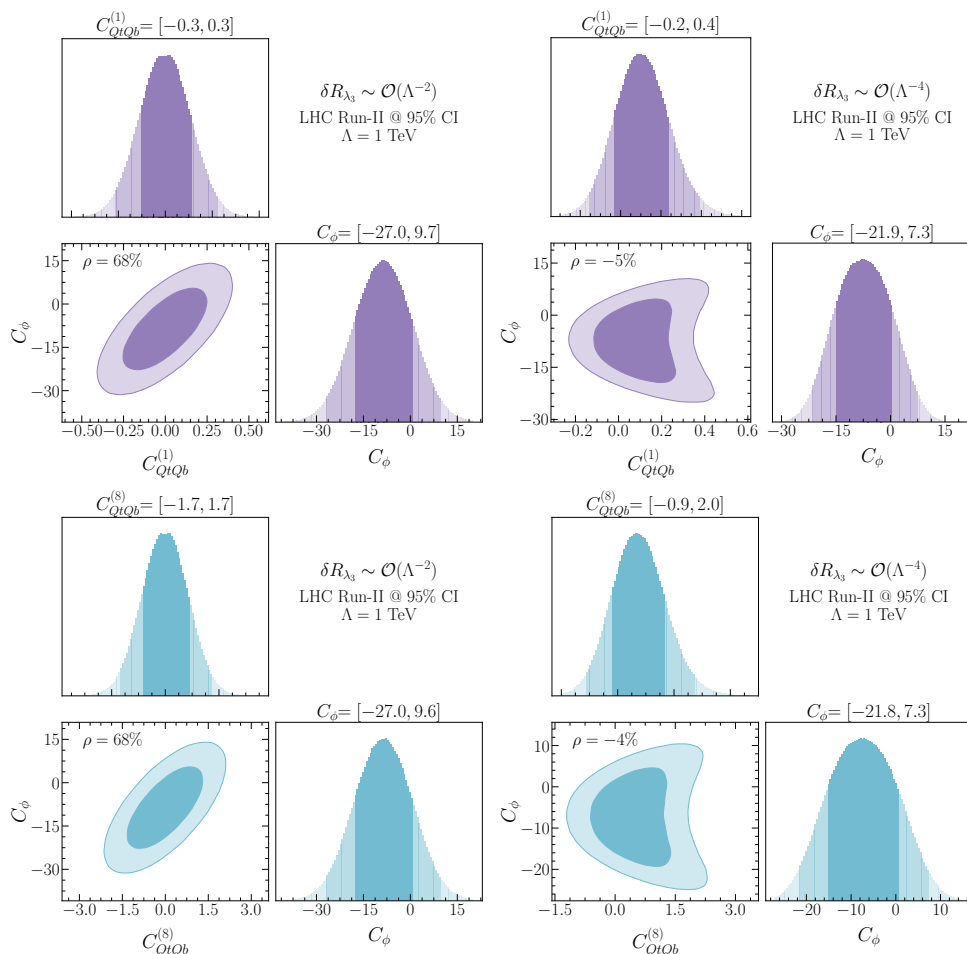 C_{QtQb}^{(1)} = [−0.3, 0.3]
δR_{λ_3} ∼ O(Λ^{−2})
LHC Run-II @ 95% CI
Λ = 1 TeV
C_ϕ = [−27.0, 9.7]
ρ = 68%
15
0
−15
−30
C_ϕ
−0.50 −0.25 0.00 0.25 0.50
C_{QtQb}^{(1)}
−30 −15 0 15
C_ϕ
C_{QtQb}^{(1)} = [−0.2, 0.4]
δR_{λ_3} ∼ O(Λ^{−4})
LHC Run-II @ 95% CI
Λ = 1 TeV
C_ϕ = [−21.9, 7.3]
ρ = −5%
15
0
−15
−30
C_ϕ
−0.2 0.0 0.2 0.4 0.6
C_{QtQb}^{(1)}
−30 −15 0 15
C_ϕ
C_{QtQb}^{(8)} = [−1.7, 1.7]
δR_{λ_3} ∼ O(Λ^{−2})
LHC Run-II @ 95% CI
Λ = 1 TeV
C_ϕ = [−27.0, 9.6]
ρ = 68%
15
0
−15
−30
C_ϕ
−3.0 −1.5 0.0 1.5 3.0
C_{QtQb}^{(8)}
−30 −15 0 15
C_ϕ
C_{QtQb}^{(8)} = [−0.9, 2.0]
δR_{λ_3} ∼ O(Λ^{−4})
LHC Run-II @ 95% CI
Λ = 1 TeV
C_ϕ = [−21.8, 7.3]
ρ = −4%
10
0
−10
−20
C_ϕ
−1.5 0.0 1.5 3.0
C_{QtQb}^{(8)}
−20 −10 0 10
C_ϕ